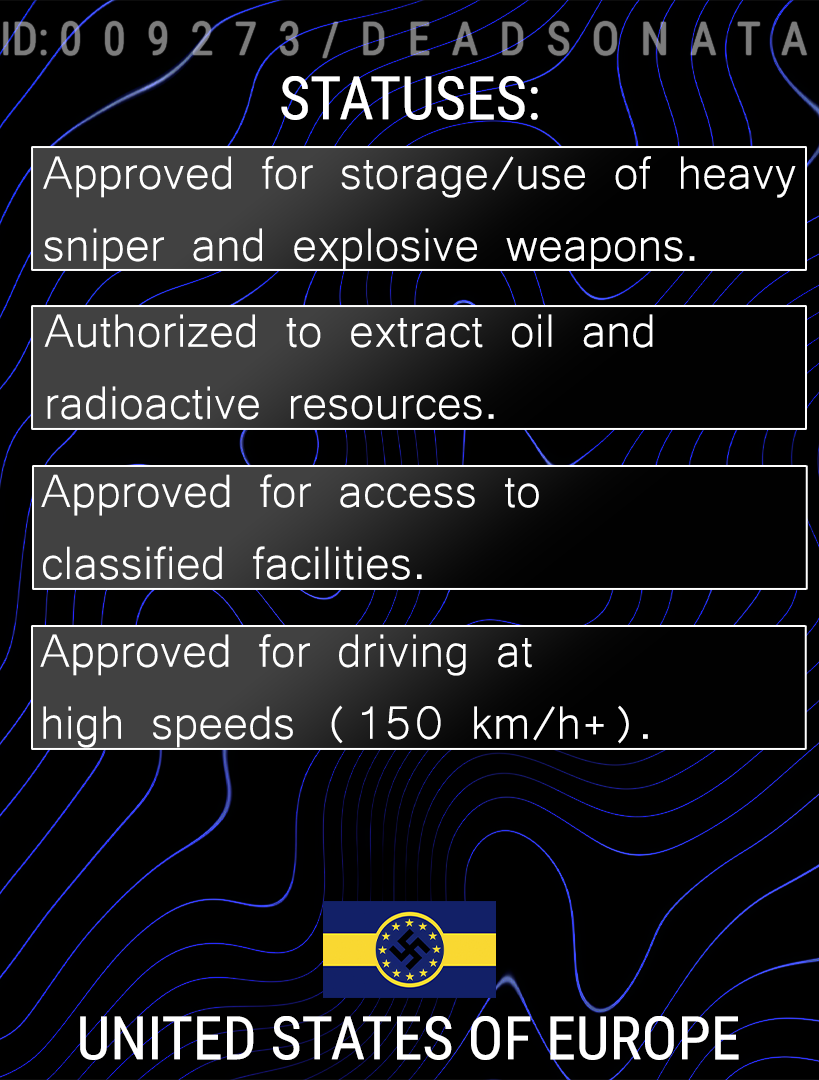 ID:009273/DEADSONATA
STATUSES:
Approved for storage/use of heavy
sniper and explosive weapons.
Authorized to extract oil and
radioactive resources.
Approved for access to
classified facilities.
Approved for driving at
high speeds (150 km/h+).
UNITED STATES OF EUROPE